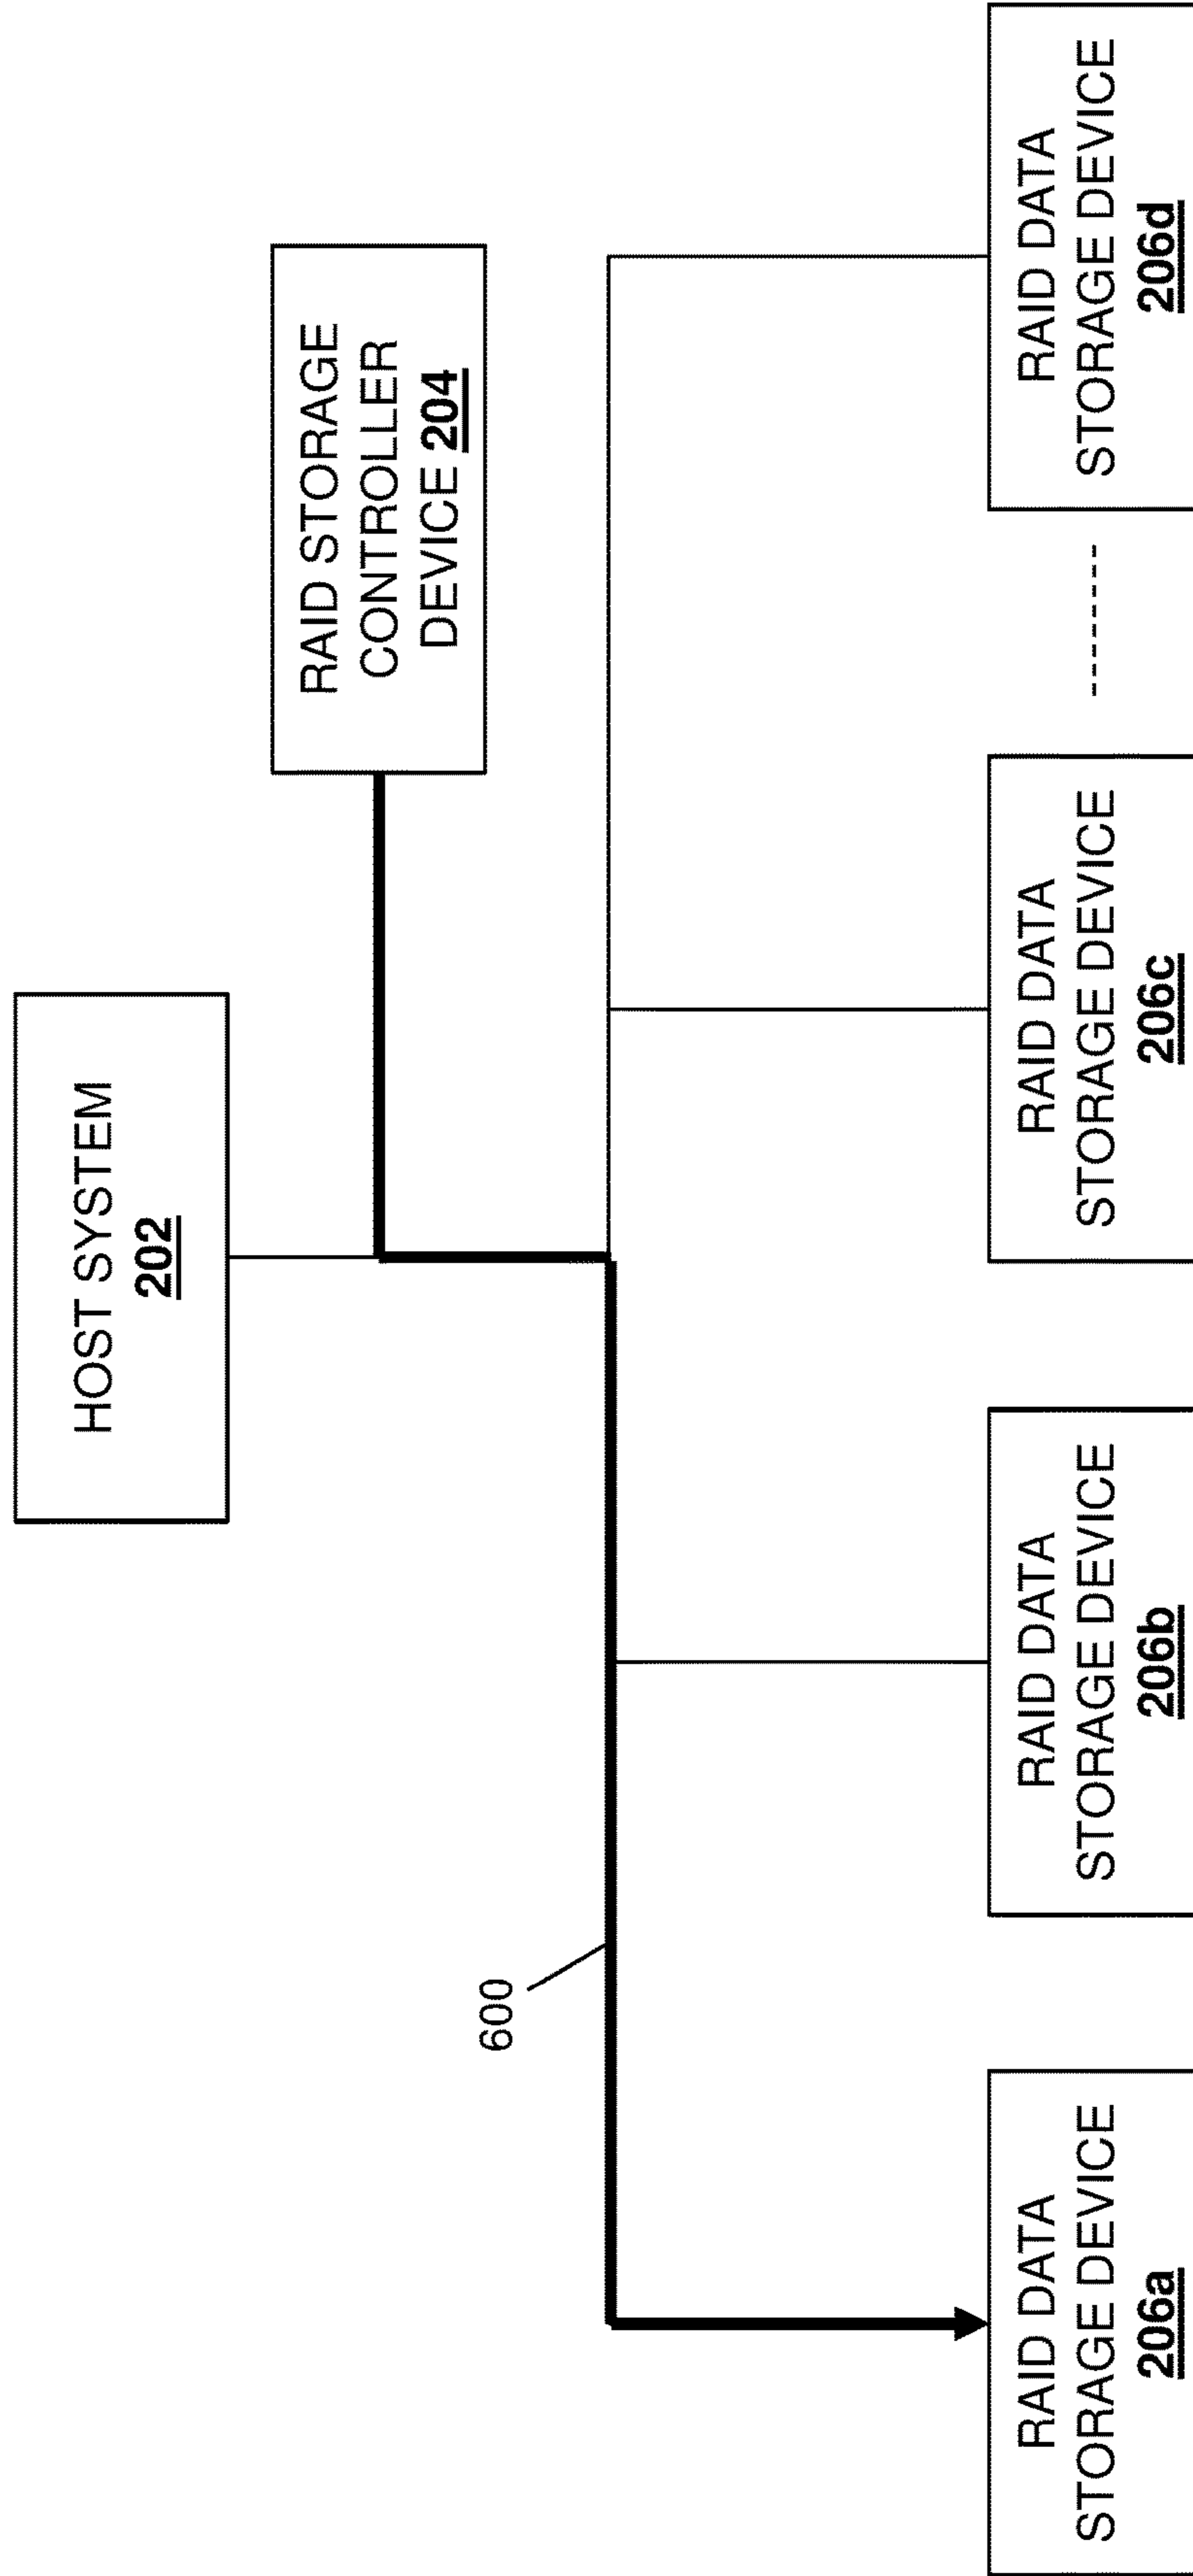 HOST SYSTEM
202
RAID STORAGE
CONTROLLER
DEVICE 204
600
RAID DATA
STORAGE DEVICE
206a
RAID DATA
STORAGE DEVICE
206b
RAID DATA
STORAGE DEVICE
206c
RAID DATA
STORAGE DEVICE
206d